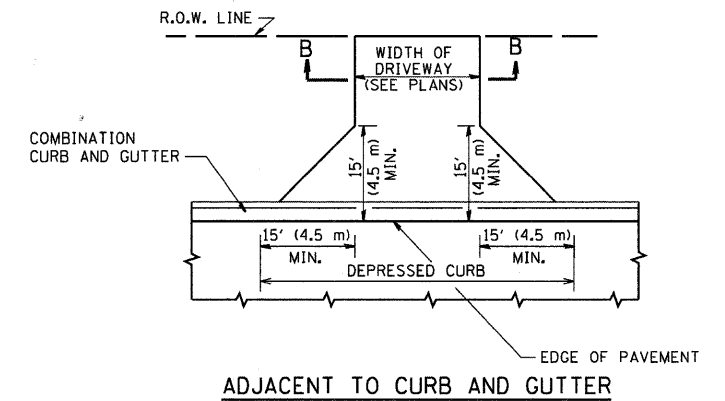 R.O.W. LINE
B
B
WIDTH OF
DRIVEWAY
(SEE PLANS)
COMBINATION
CURB AND GUTTER
15'
(4.5 m)
MIN.
15'
(4.5 m)
MIN.
15' (4.5 m)
MIN.
15' (4.5 m)
MIN.
DEPRESSED CURB
EDGE OF PAVEMENT
ADJACENT TO CURB AND GUTTER